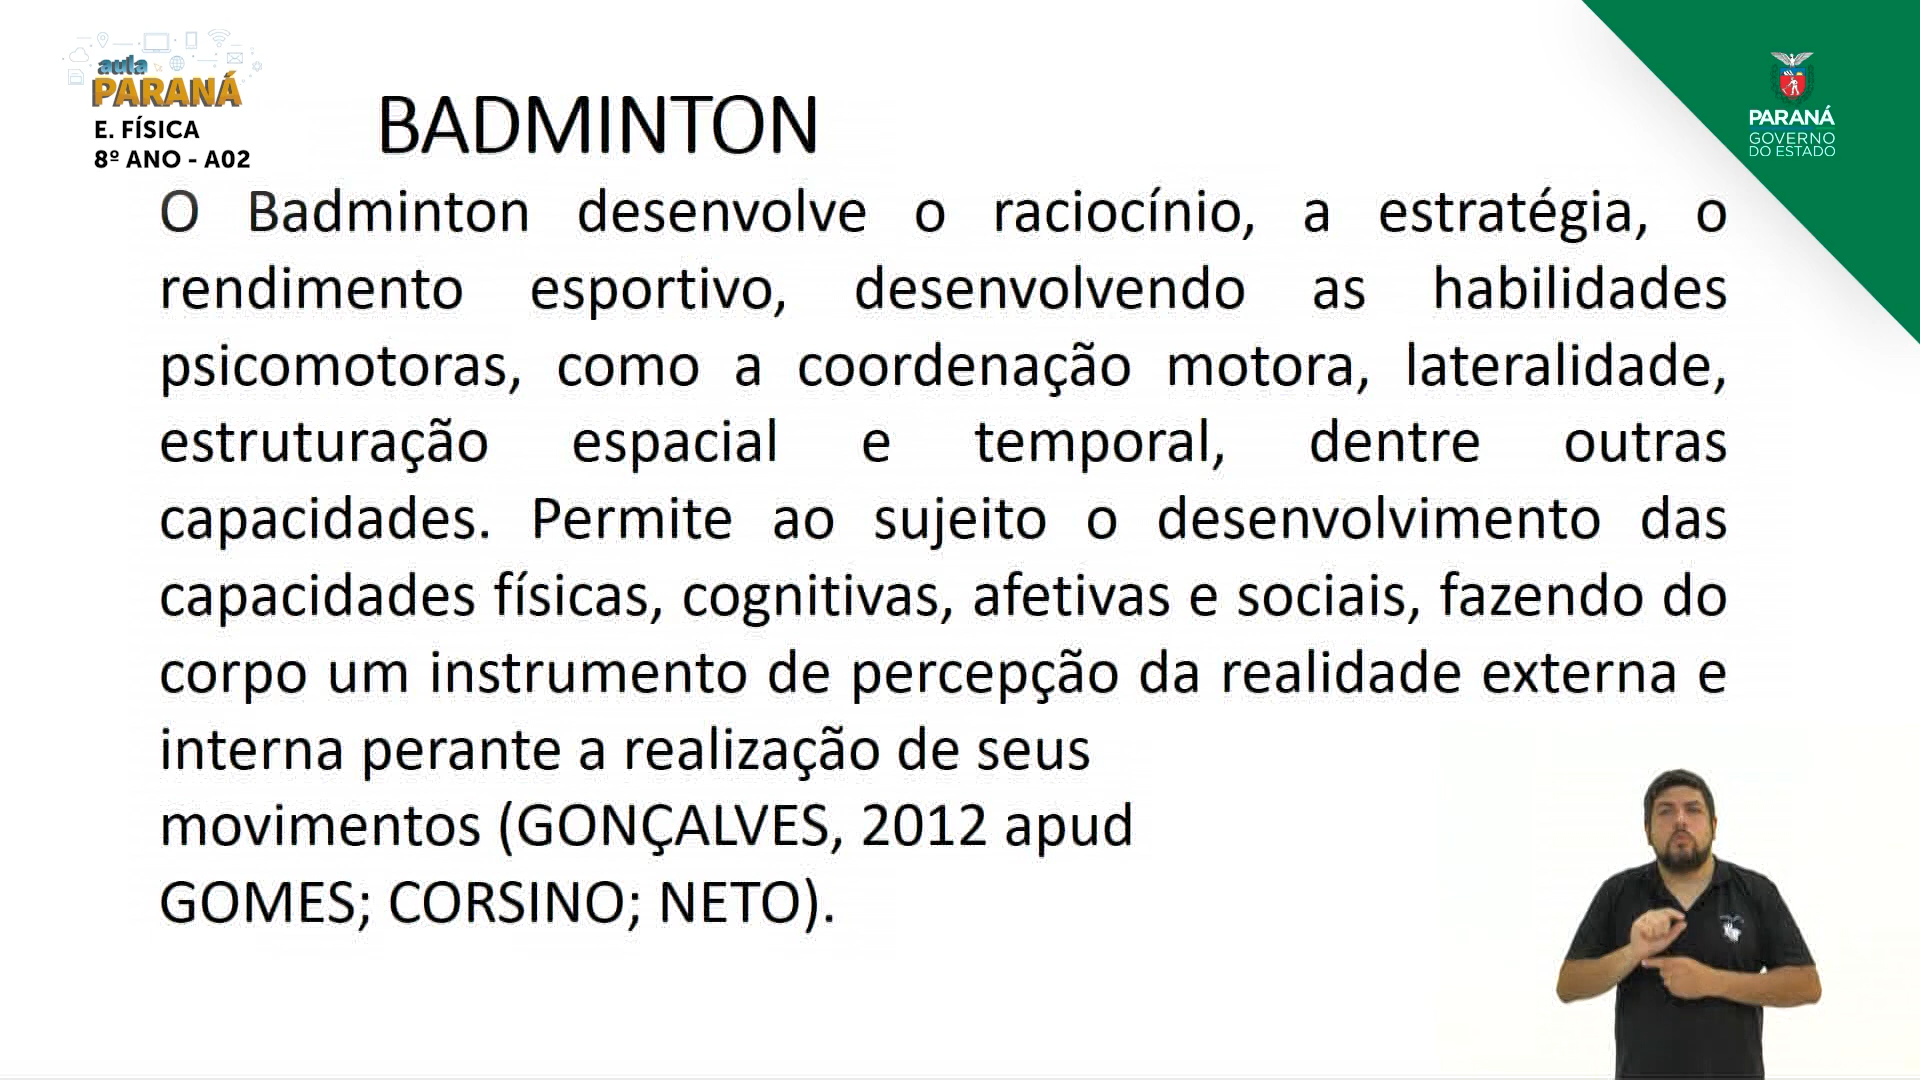 aula
PARANÁ
E. FÍSICA
8º ANO - A02
PARANÁ
GOVERNO
DO ESTADO
BADMINTON
O Badminton desenvolve o raciocínio, a estratégia, o
rendimento esportivo, desenvolvendo as habilidades
psicomotoras, como a coordenação motora, lateralidade,
estruturação espacial e temporal, dentre outras
capacidades. Permite ao sujeito o desenvolvimento das
capacidades físicas, cognitivas, afetivas e sociais, fazendo do
corpo um instrumento de percepção da realidade externa e
interna perante a realização de seus
movimentos (GONÇALVES, 2012 apud
GOMES; CORSINO; NETO).